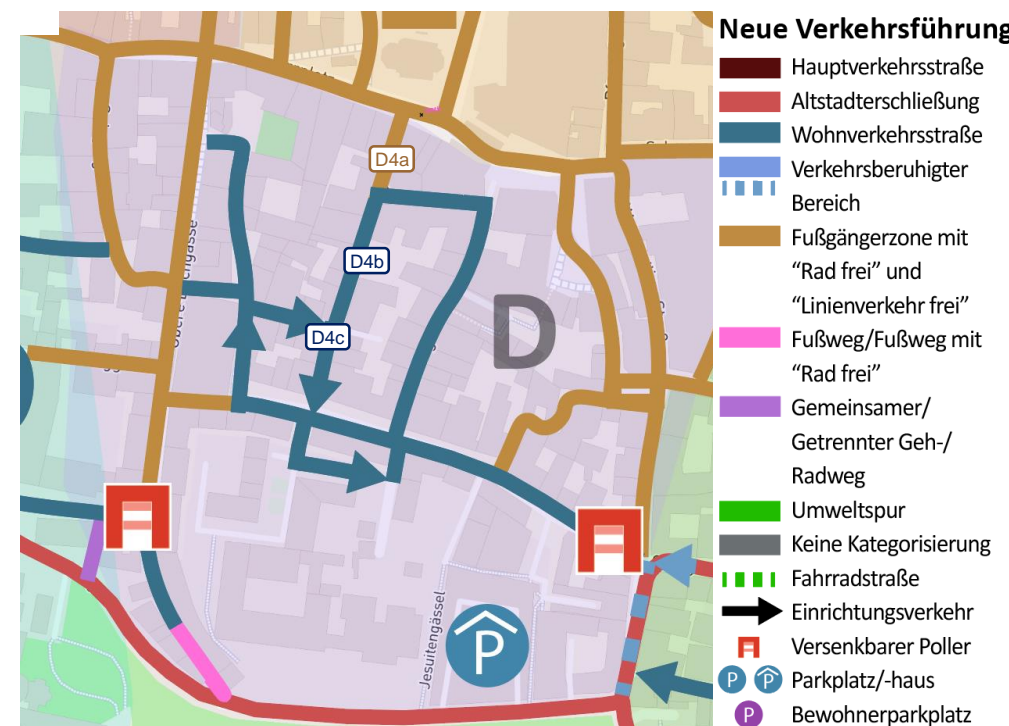 Neue Verkehrsführung
Hauptverkehrsstraße
Altstadterschließung
Wohnverkehrsstraße
Verkehrsberuhigter
Bereich
Fußgängerzone mit
“Rad frei” und
“Linienverkehr frei”
Fußweg/Fußweg mit
“Rad frei”
Gemeinsamer/
Getrennter Geh-/
Radweg
Umweltspur
Keine Kategorisierung
Fahrradstraße
Einrichtungsverkehr
Versenkbarer Poller
P P Parkplatz/-haus
P Bewohnerparkplatz
D4a
D4b
D4c
D
Jesuitengässel
P